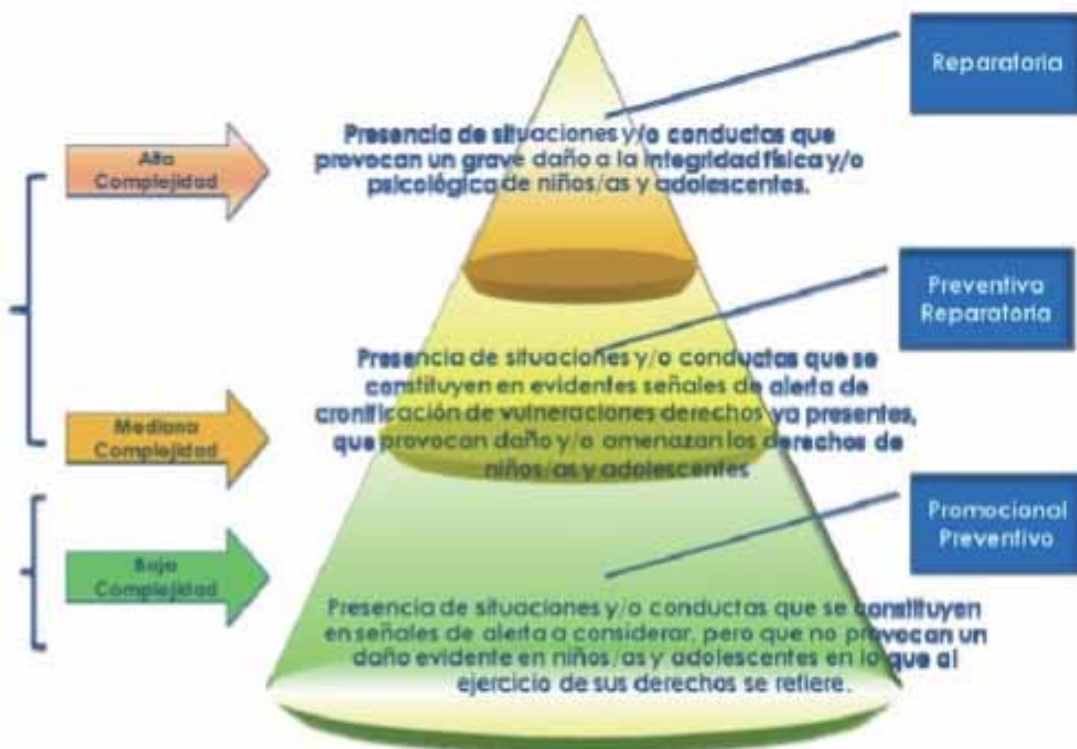 Reparatoria
Alta
Complejidad
Presencia de situaciones y/o conductas que
provocan un grave daño a la integridad física y/o
psicológica de niños/as y adolescentes.
Preventiva
Reparatoria
Mediana
Complejidad
Presencia de situaciones y/o conductas que se
constituyen en evidentes señales de alerta de
cronificación de vulneraciones derechos ya presentes,
que provocan daño y/o amenazan los derechos de
niños/as y adolescentes
Promocional
Preventivo
Baja
Complejidad
Presencia de situaciones y/o conductas que se constituyen
en señales de alerta a considerar, pero que no provocan un
daño evidente en niños/as y adolescentes en lo que al
ejercicio de sus derechos se refiere.